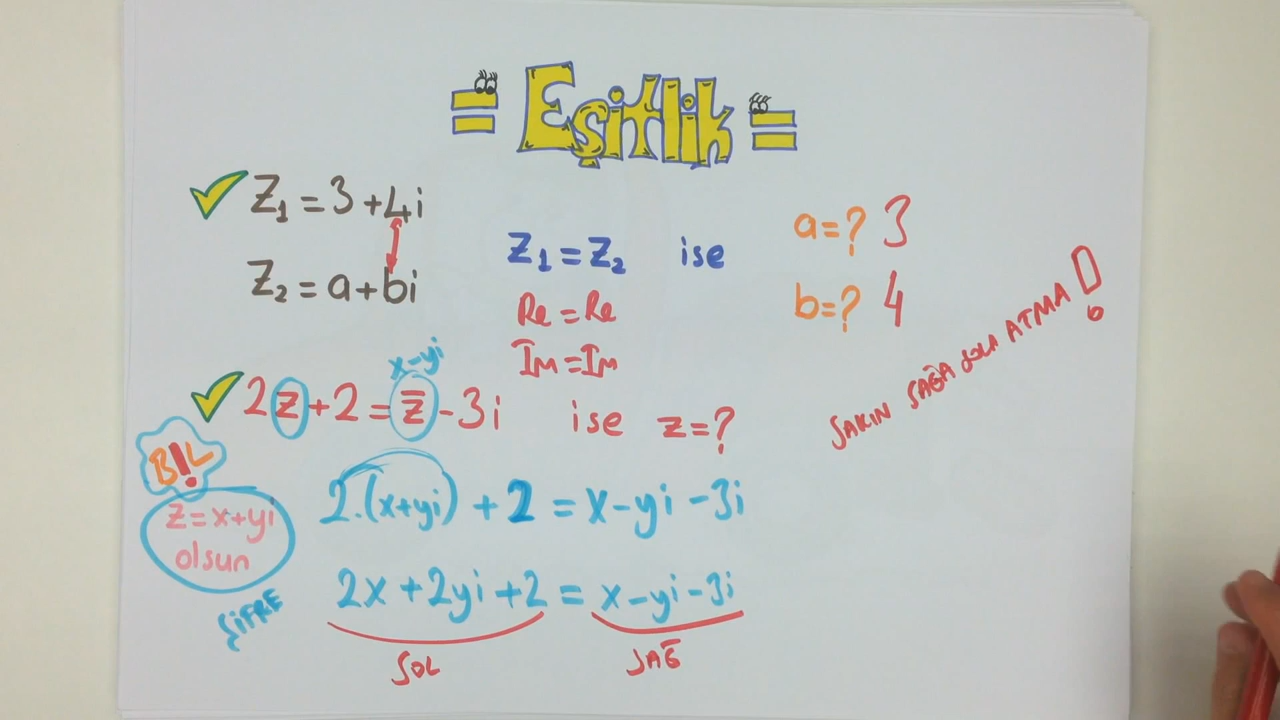 = Eşitlik =
Z₁ = 3 + 4i
Z₂ = a + bi
Z₁ = Z₂ ise
Re = Re
Im = Im
a = ? 3
b = ? 4
SAKIN SAĞA SOLA ATMA !
x - yi
2z + 2 = z̅ - 3i ise z = ?
BİL!
z = x + yi
olsun
ŞİFRE
2.(x + yi) + 2 = x - yi - 3i
2x + 2yi + 2 = x - yi - 3i
SOL SAĞ